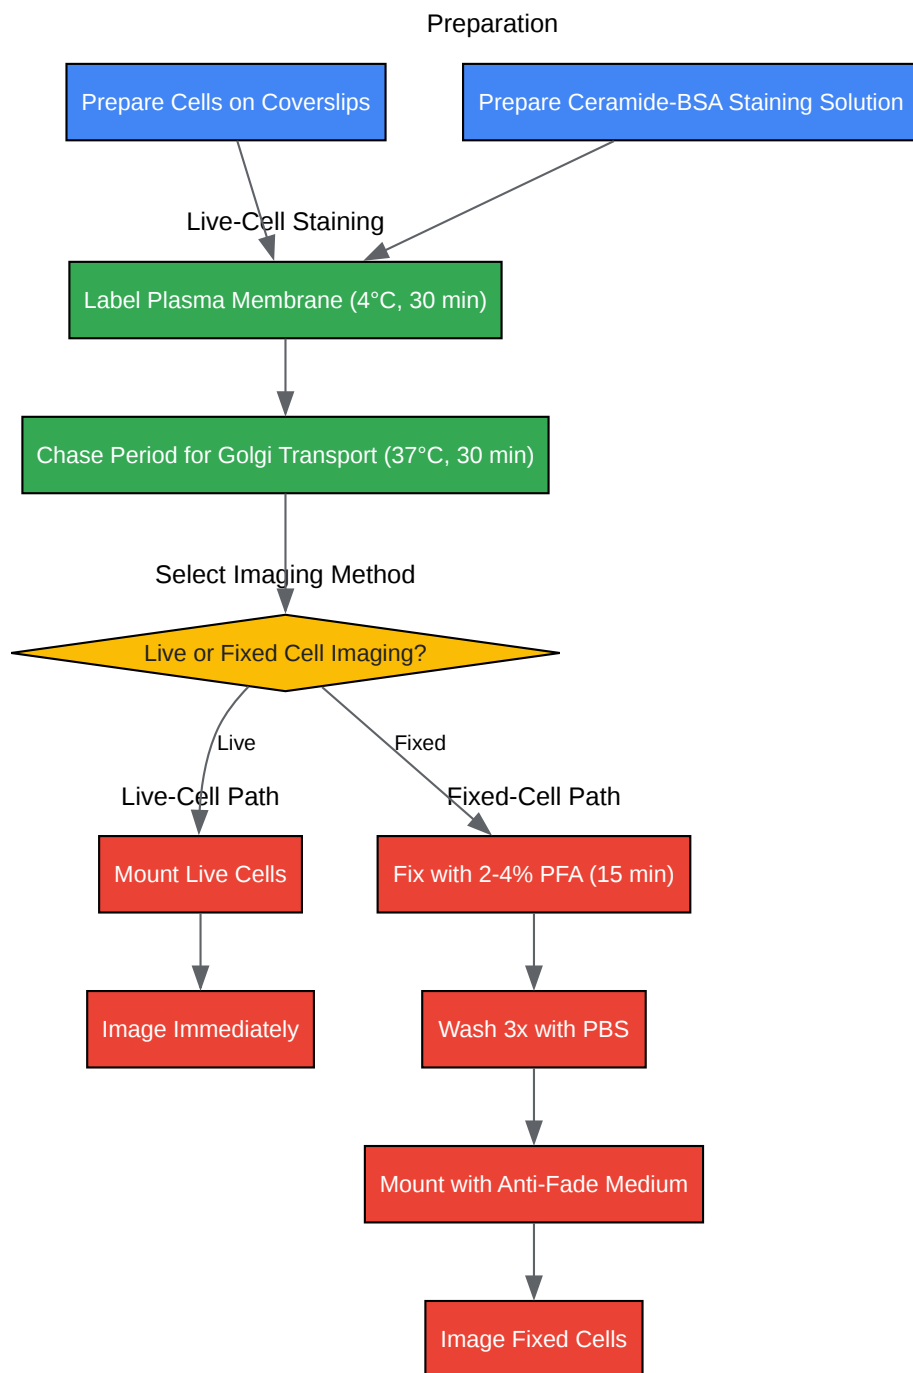 Preparation
Prepare Cells on Coverslips
Prepare Ceramide-BSA Staining Solution
Live-Cell Staining
Label Plasma Membrane (4°C, 30 min)
Chase Period for Golgi Transport (37°C, 30 min)
Select Imaging Method
Live or Fixed Cell Imaging?
Live
Fixed
Live-Cell Path
Fixed-Cell Path
Mount Live Cells
Fix with 2-4% PFA (15 min)
Image Immediately
Wash 3x with PBS
Mount with Anti-Fade Medium
Image Fixed Cells